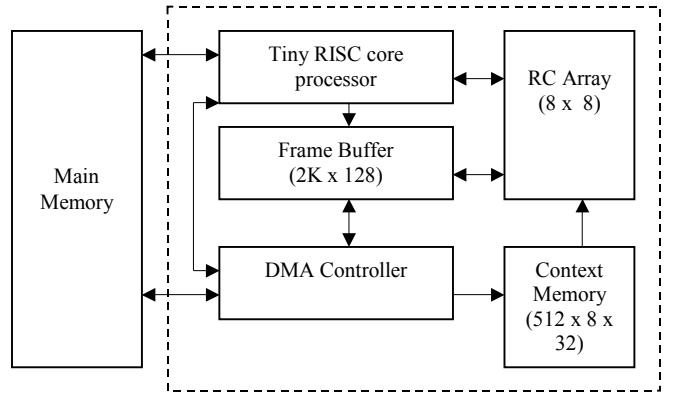 Tiny RISC core
processor
RC Array
(8 x 8)
Frame Buffer
(2K x 128)
Main
Memory
DMA Controller
Context
Memory
(512 x 8 x
32)